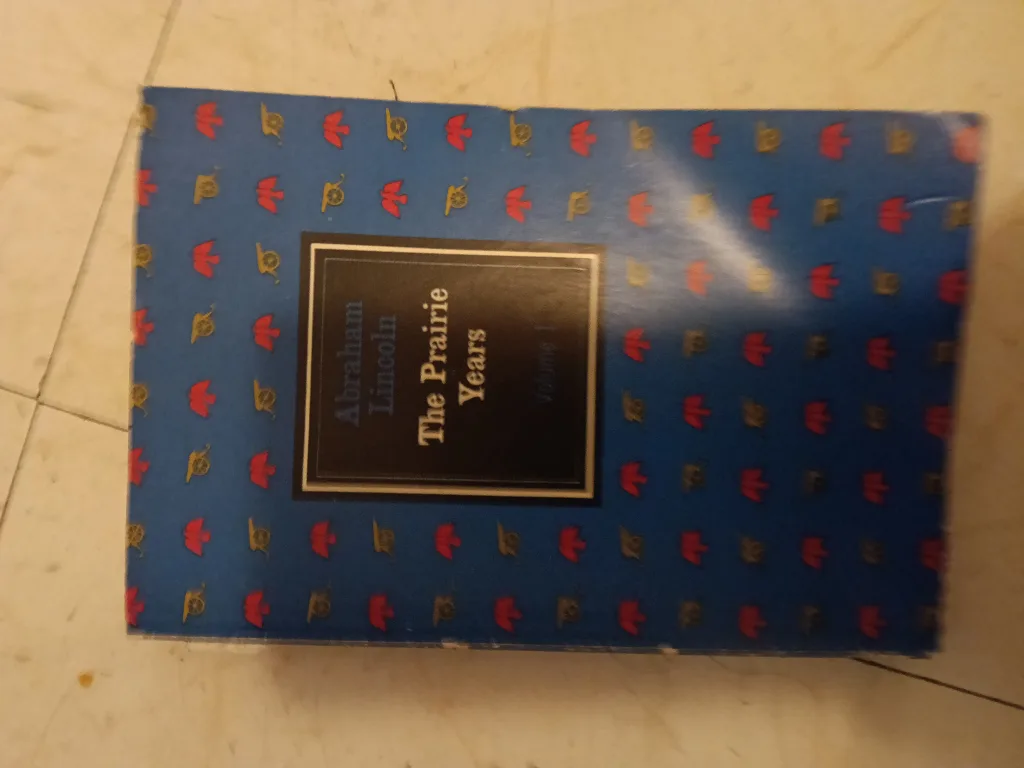 Abraham
Lincoln
The Prairie
Years
Volume I